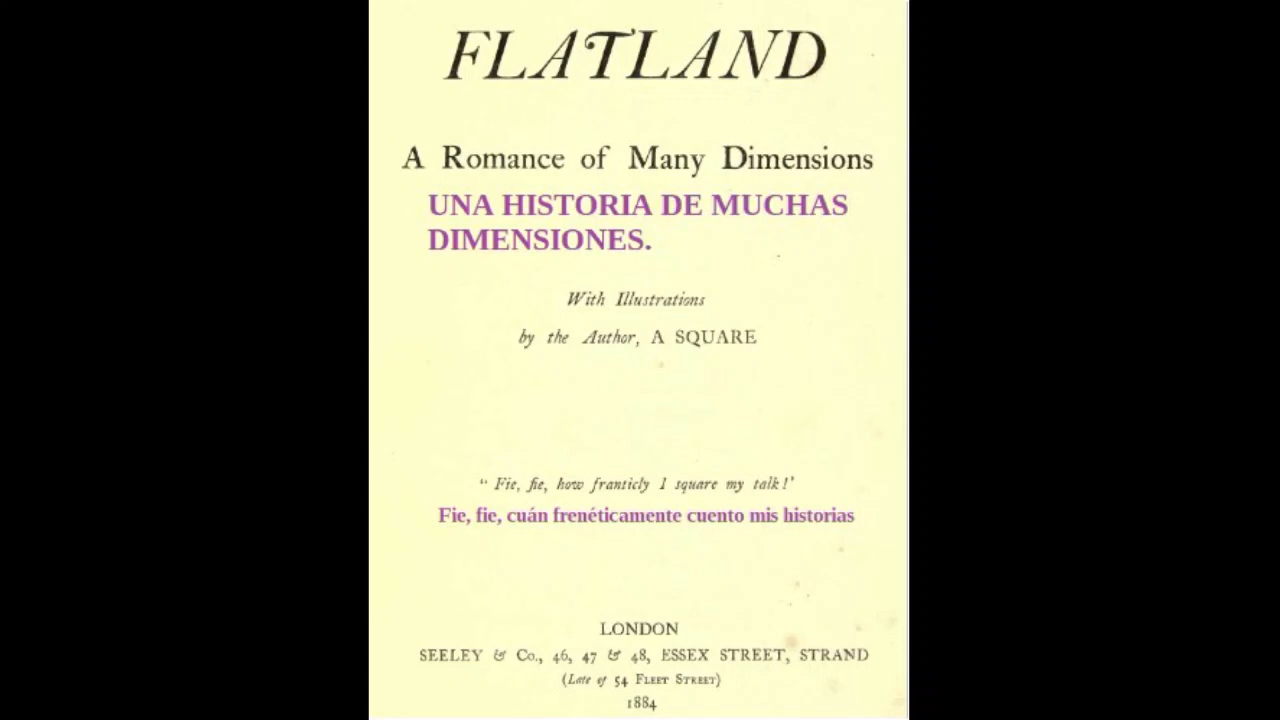 FLATLAND
A Romance of Many Dimensions
UNA HISTORIA DE MUCHAS
DIMENSIONES.
With Illustrations
by the Author, A SQUARE
“ Fie, fie, how franticly I square my talk!’
Fie, fie, cuán frenéticamente cuento mis historias
LONDON
SEELEY & Co., 46, 47 & 48, ESSEX STREET, STRAND
(Late of 54 FLEET STREET)
1884